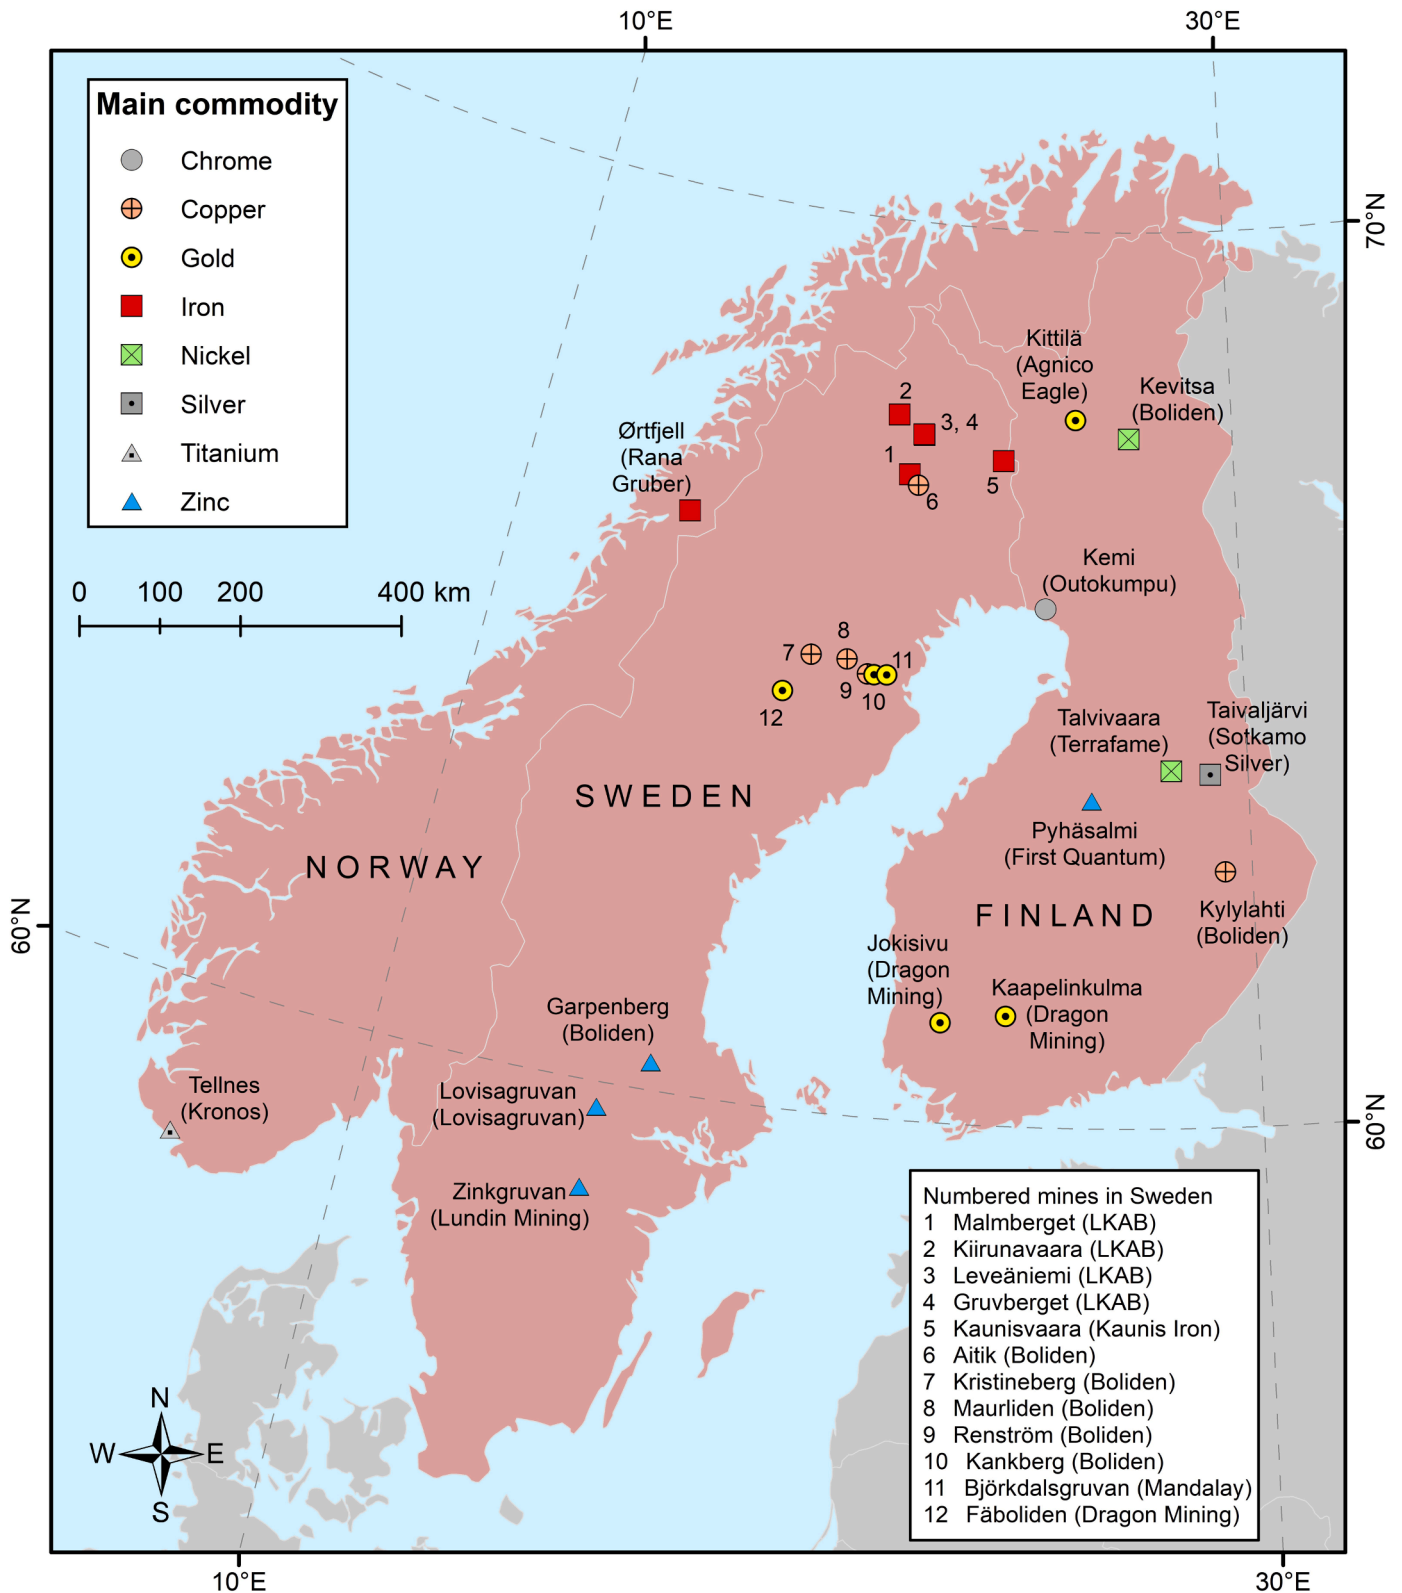 10°E
30°E
Main commodity
Chrome
Copper
Gold
Iron
Nickel
Silver
Titanium
Zinc
0 100 200 400 km
70°N
Kittilä
(Agnico
Eagle)
Kevitsa
(Boliden)
2
3, 4
1
5
6
Ørtfjell
(Rana
Gruber)
Kemi
(Outokumpu)
7
8
9
10
11
12
Talvivaara
(Terrafame)
Taivaljärvi
(Sotkamo
Silver)
SWEDEN
Pyhäsalmi
(First Quantum)
NORWAY
Kylylahti
(Boliden)
FINLAND
60°N
Jokisivu
(Dragon
Mining)
Kaapelinkulma
(Dragon
Mining)
Garpenberg
(Boliden)
Tellnes
(Kronos)
Lovisagruvan
(Lovisagruvan)
60°N
Zinkgruvan
(Lundin Mining)
Numbered mines in Sweden
1 Malmberget (LKAB)
2 Kiirunavaara (LKAB)
3 Leveäniemi (LKAB)
4 Gruvberget (LKAB)
5 Kaunisvaara (Kaunis Iron)
6 Aitik (Boliden)
7 Kristineberg (Boliden)
8 Maurliden (Boliden)
9 Renström (Boliden)
10 Kankberg (Boliden)
11 Björkdalsgruvan (Mandalay)
12 Fäboliden (Dragon Mining)
N
W E
S
10°E
30°E